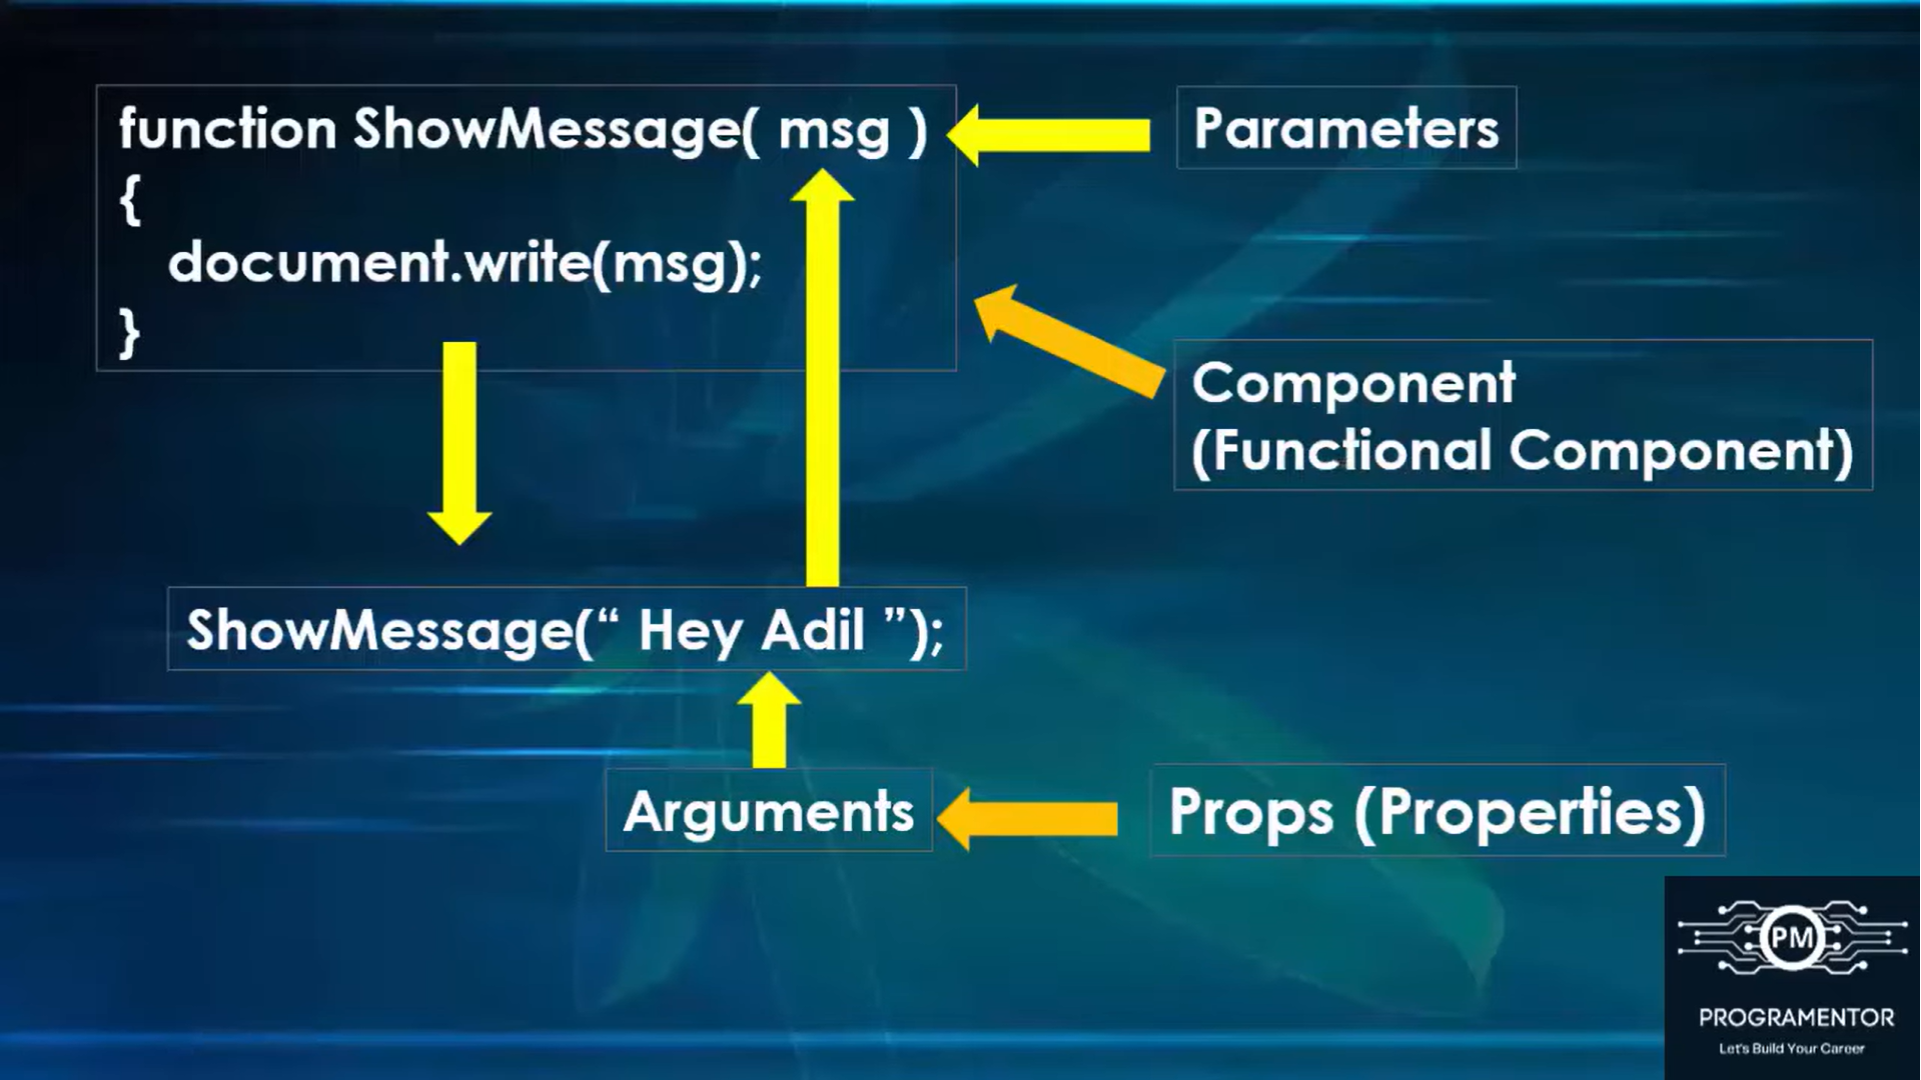 function ShowMessage( msg )
{
document.write(msg);
}
Parameters
Component
(Functional Component)
ShowMessage(“ Hey Adil ”);
Arguments
Props (Properties)
PM
PROGRAMENTOR
Let's Build Your Career